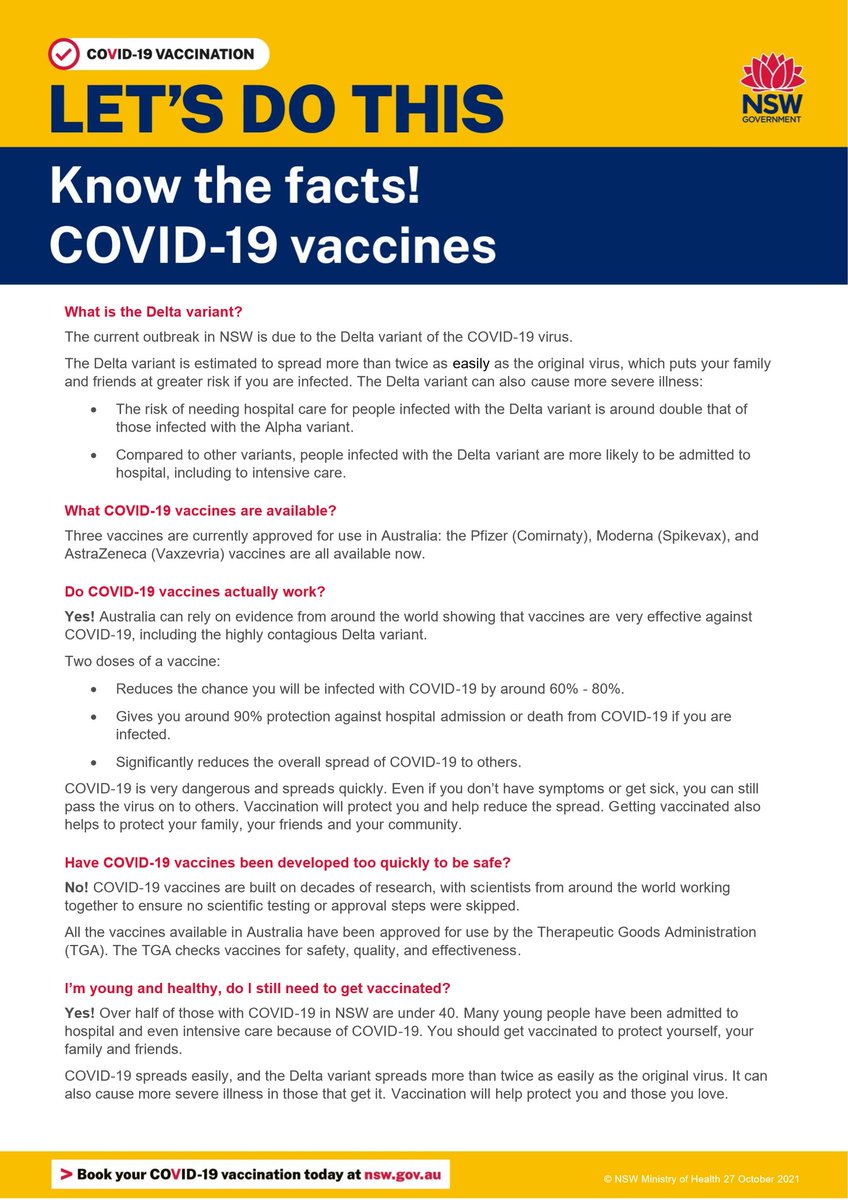 COVID-19 VACCINATION
LET'S DO THIS
NSW
GOVERNMENT
Know the facts!
COVID-19 vaccines
What is the Delta variant?
The current outbreak in NSW is due to the Delta variant of the COVID-19 virus.
The Delta variant is estimated to spread more than twice as easily as the original virus, which puts your family
and friends at greater risk if you are infected. The Delta variant can also cause more severe illness:
• The risk of needing hospital care for people infected with the Delta variant is around double that of
those infected with the Alpha variant.
• Compared to other variants, people infected with the Delta variant are more likely to be admitted to
hospital, including to intensive care.
What COVID-19 vaccines are available?
Three vaccines are currently approved for use in Australia: the Pfizer (Comirnaty), Moderna (Spikevax), and
AstraZeneca (Vaxzevria) vaccines are all available now.
Do COVID-19 vaccines actually work?
Yes! Australia can rely on evidence from around the world showing that vaccines are very effective against
COVID-19, including the highly contagious Delta variant.
Two doses of a vaccine:
• Reduces the chance you will be infected with COVID-19 by around 60% - 80%.
• Gives you around 90% protection against hospital admission or death from COVID-19 if you are
infected.
• Significantly reduces the overall spread of COVID-19 to others.
COVID-19 is very dangerous and spreads quickly. Even if you don't have symptoms or get sick, you can still
pass the virus on to others. Vaccination will protect you and help reduce the spread. Getting vaccinated also
helps to protect your family, your friends and your community.
Have COVID-19 vaccines been developed too quickly to be safe?
No! COVID-19 vaccines are built on decades of research, with scientists from around the world working
together to ensure no scientific testing or approval steps were skipped.
All the vaccines available in Australia have been approved for use by the Therapeutic Goods Administration
(TGA). The TGA checks vaccines for safety, quality, and effectiveness.
I'm young and healthy, do I still need to get vaccinated?
Yes! Over half of those with COVID-19 in NSW are under 40. Many young people have been admitted to
hospital and even intensive care because of COVID-19. You should get vaccinated to protect yourself, your
family and friends.
COVID-19 spreads easily, and the Delta variant spreads more than twice as easily as the original virus. It can
also cause more severe illness in those that get it. Vaccination will help protect you and those you love.
> Book your COVID-19 vaccination today at nsw.gov.au
© NSW Ministry of Health 27 October 2021